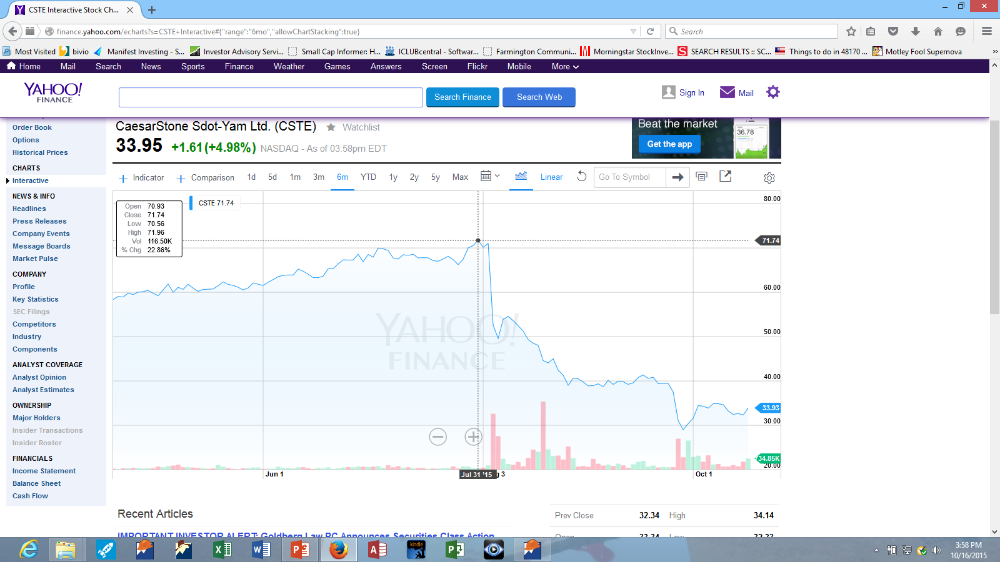 CSTE Interactive Stock Ch...
finance.yahoo.com/echarts?s=CSTE+Interactive#{"range":"6mo","allowChartStacking":true}
Search
Most Visited bivio Manifest Investing - S... Investor Advisory Servi... Small Cap Informer: H... ICLUBcentral - Softwar... Farmington Communi... Morningstar StockInve... SEARCH RESULTS :: SC... Things to do in 48170 ... Motley Fool Supernova
Home Mail Search News Sports Finance Weather Games Answers Screen Flickr Mobile More
YAHOO!
FINANCE
Search Finance Search Web
Sign In Mail
Order Book
Options
Historical Prices
CHARTS
Interactive
NEWS & INFO
Headlines
Press Releases
Company Events
Message Boards
Market Pulse
COMPANY
Profile
Key Statistics
SEC Filings
Competitors
Industry
Components
ANALYST COVERAGE
Analyst Opinion
Analyst Estimates
OWNERSHIP
Major Holders
Insider Transactions
Insider Roster
FINANCIALS
Income Statement
Balance Sheet
Cash Flow
CaesarStone Sdot-Yam Ltd. (CSTE) Watchlist
33.95 +1.61 (+4.98%) NASDAQ - As of 03:58pm EDT
Beat the market
Get the app
36.78
Indicator Comparison 1d 5d 1m 3m 6m YTD 1y 2y 5y Max Linear Go To Symbol
Open 70.93
Close 71.74
Low 70.56
High 71.96
Vol 116.50K
% Chg 22.86%
CSTE 71.74
80.00
71.74
60.00
50.00
40.00
33.93
30.00
34.85K
20.00
YAHOO!
FINANCE
Jun 1 Jul 31 '15 g 3 Oct 1
Recent Articles
IMPORTANT INVESTOR ALERT: Goldberg Law PC Announces Securities Class Action
Prev Close 32.34 High 34.14
kindle
3:58 PM
10/16/2015